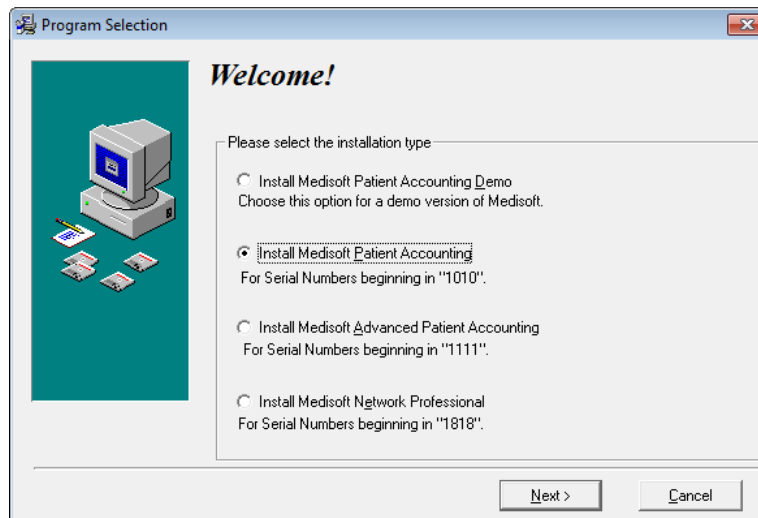 Program Selection
Welcome!
Please select the installation type
Install Medisoft Patient Accounting Demo
Choose this option for a demo version of Medisoft.
Install Medisoft Patient Accounting
For Serial Numbers beginning in "1010".
Install Medisoft Advanced Patient Accounting
For Serial Numbers beginning in "1111".
Install Medisoft Network Professional
For Serial Numbers beginning in "1818".
Next >
Cancel